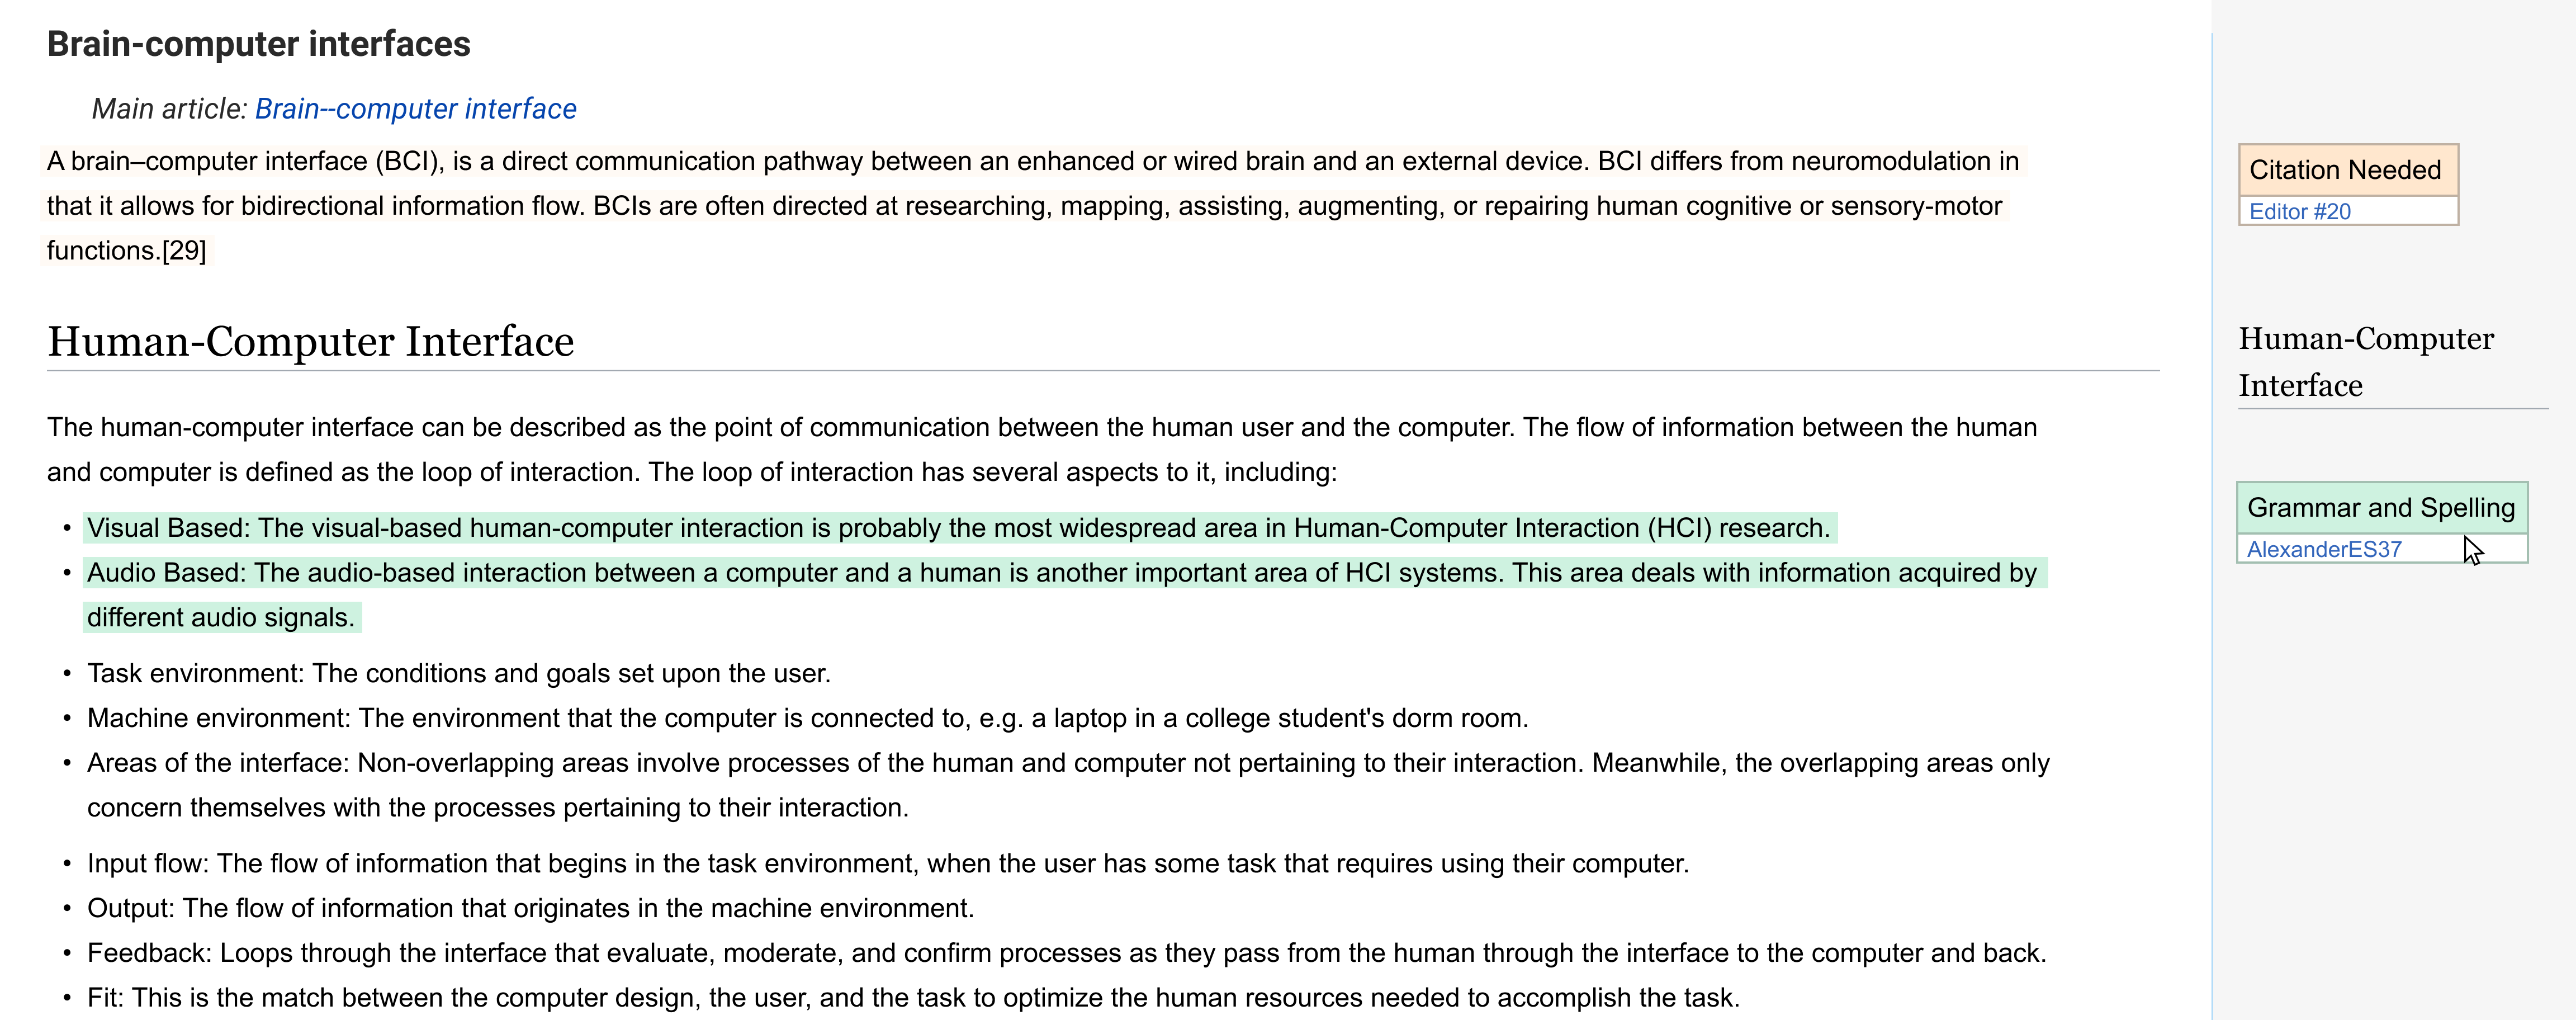 Brain-computer interfaces
Main article: Brain--computer interface
A brain–computer interface (BCI), is a direct communication pathway between an enhanced or wired brain and an external device. BCI differs from neuromodulation in
that it allows for bidirectional information flow. BCIs are often directed at researching, mapping, assisting, augmenting, or repairing human cognitive or sensory-motor
functions.[29]
Citation Needed
Editor #20
Human-Computer Interface
The human-computer interface can be described as the point of communication between the human user and the computer. The flow of information between the human
and computer is defined as the loop of interaction. The loop of interaction has several aspects to it, including:
• Visual Based: The visual-based human-computer interaction is probably the most widespread area in Human-Computer Interaction (HCI) research.
• Audio Based: The audio-based interaction between a computer and a human is another important area of HCI systems. This area deals with information acquired by
different audio signals.
• Task environment: The conditions and goals set upon the user.
• Machine environment: The environment that the computer is connected to, e.g. a laptop in a college student's dorm room.
• Areas of the interface: Non-overlapping areas involve processes of the human and computer not pertaining to their interaction. Meanwhile, the overlapping areas only
concern themselves with the processes pertaining to their interaction.
• Input flow: The flow of information that begins in the task environment, when the user has some task that requires using their computer.
• Output: The flow of information that originates in the machine environment.
• Feedback: Loops through the interface that evaluate, moderate, and confirm processes as they pass from the human through the interface to the computer and back.
• Fit: This is the match between the computer design, the user, and the task to optimize the human resources needed to accomplish the task.
Human-Computer
Interface
Grammar and Spelling
AlexanderES37